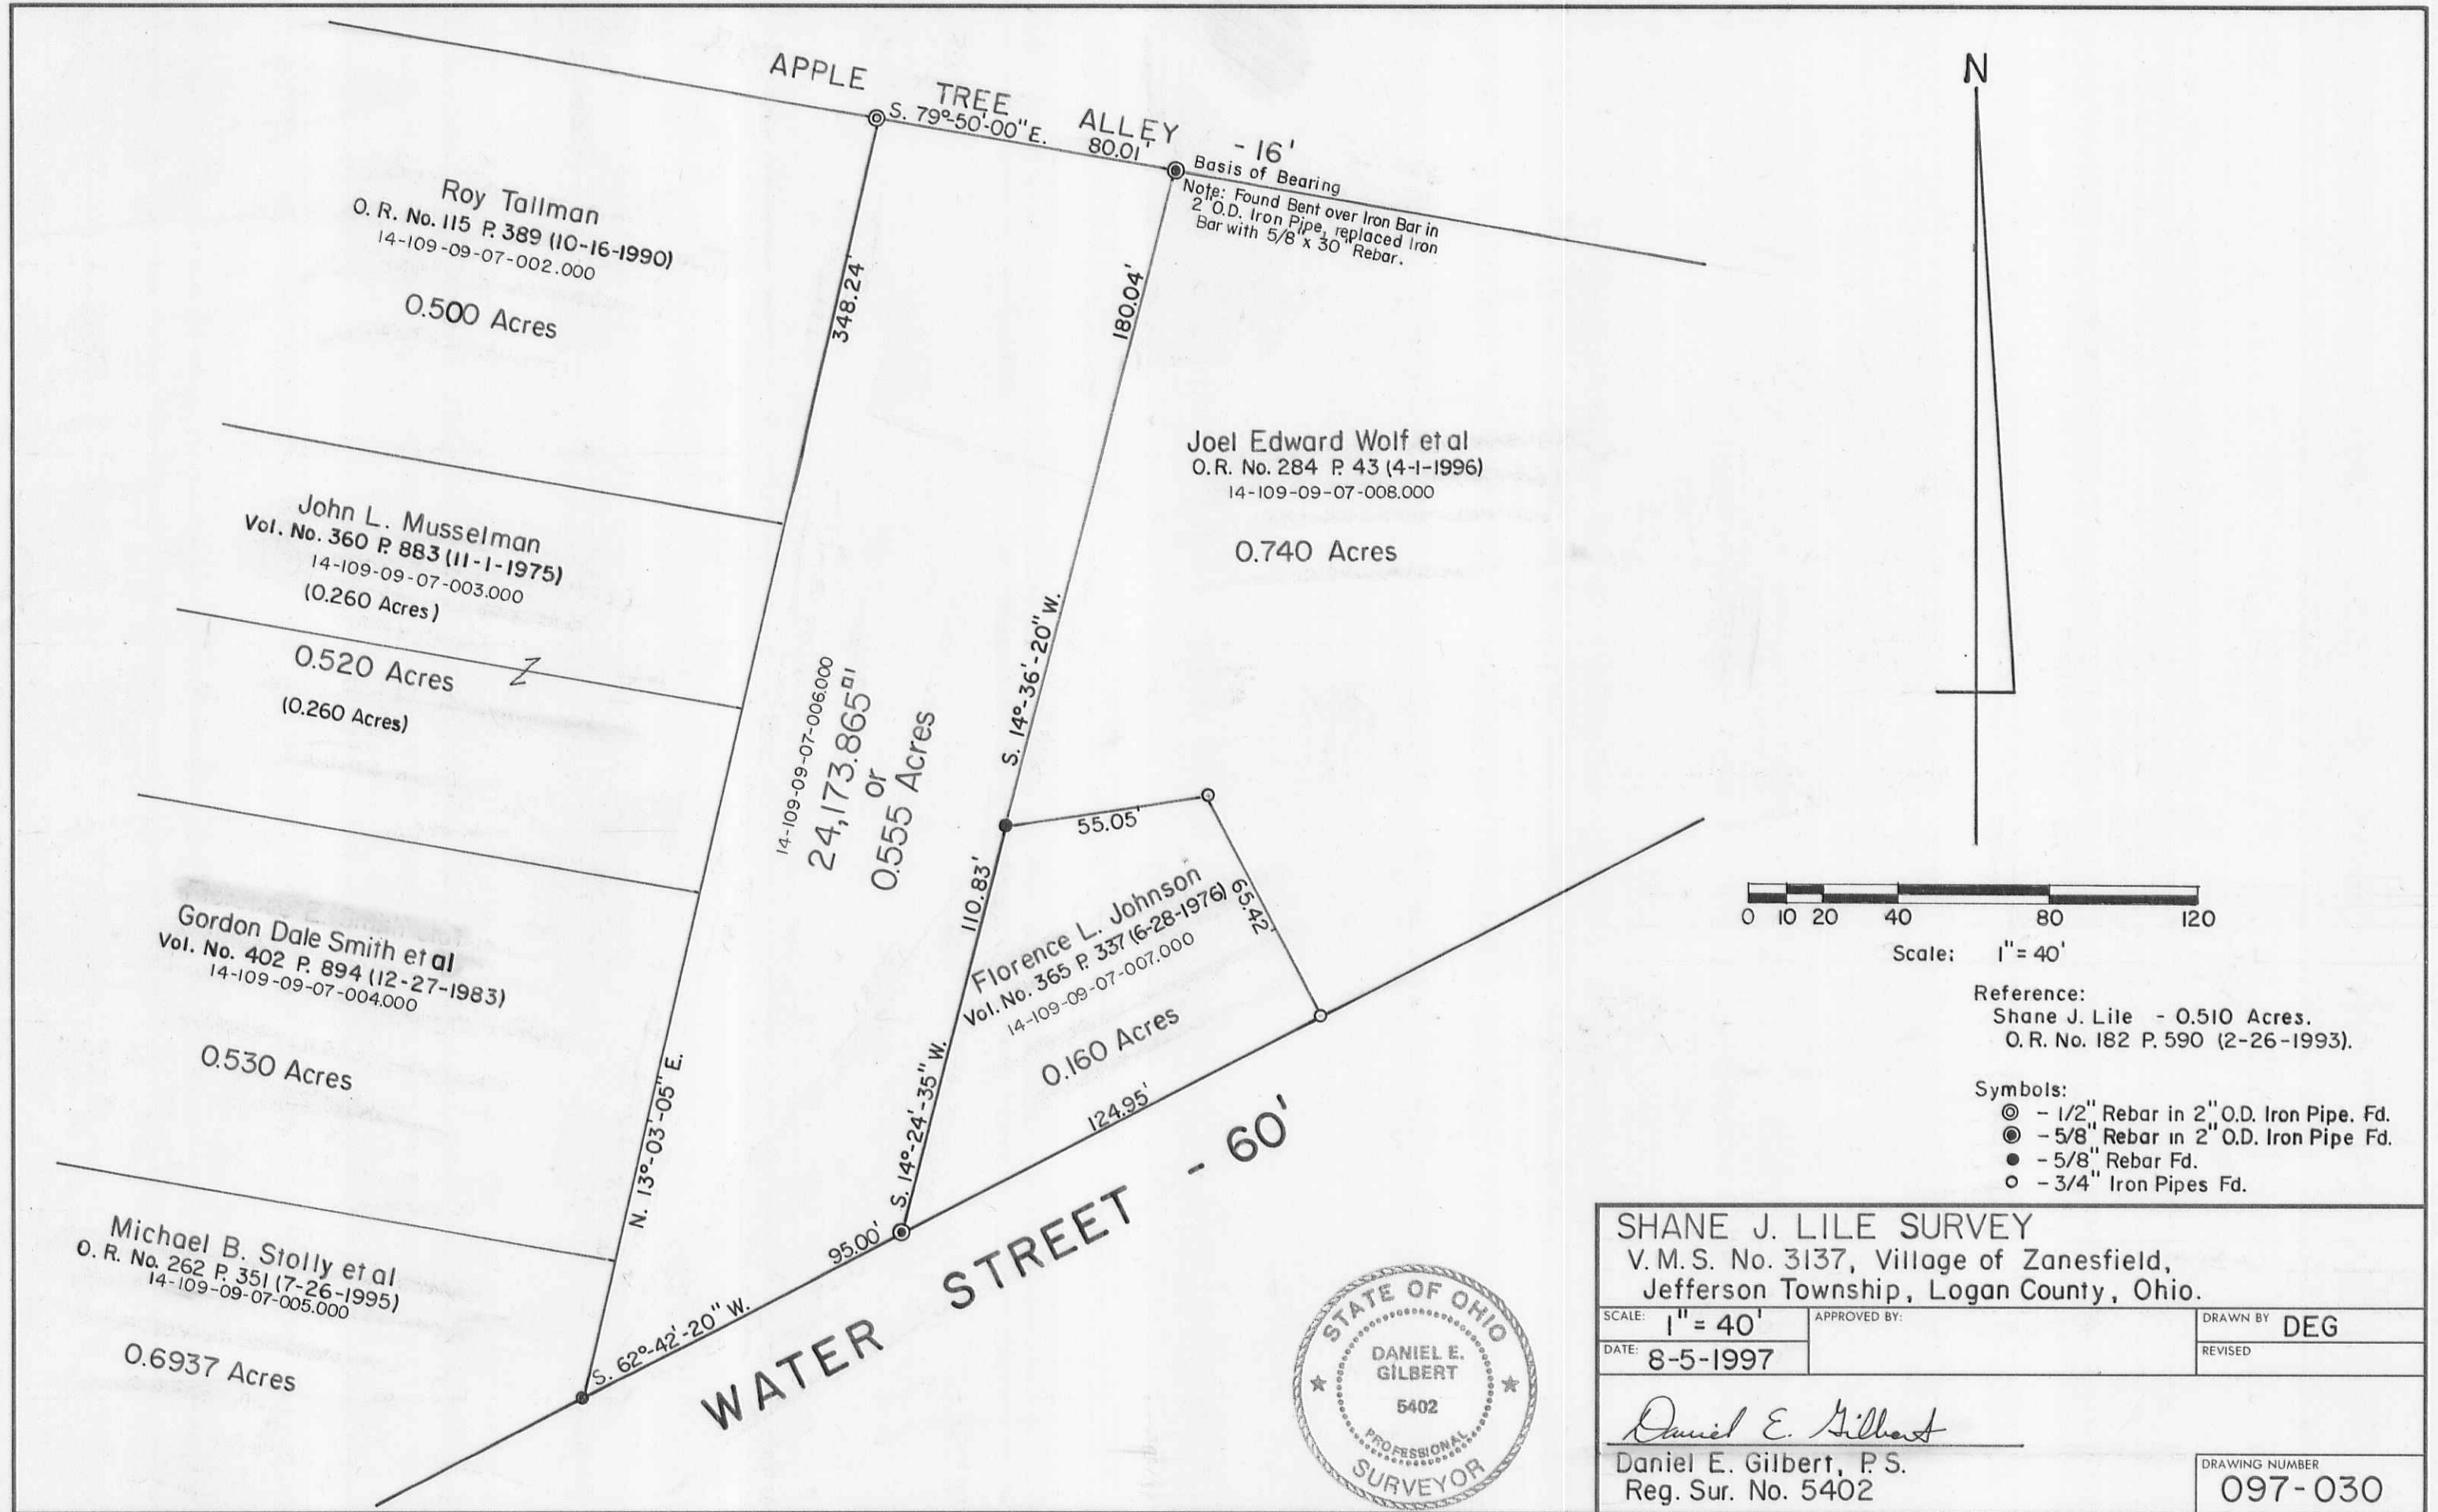 APPLE TREE ALLEY - 16'
S. 79°-50'-00" E. 80.01'
Basis of Bearing
Note: Found Bent over Iron Bar in
2" O.D. Iron Pipe, replaced Iron
Bar with 5/8" x 30" Rebar.
N
Roy Tallman
O. R. No. 115 P. 389 (10-16-1990)
14-109-09-07-002.000
0.500 Acres
348.24'
180.04'
Joel Edward Wolf et al
O. R. No. 284 P. 43 (4-1-1996)
14-109-09-07-008.000
0.740 Acres
John L. Musselman
Vol. No. 360 P. 883 (11-1-1975)
14-109-09-07-003.000
(0.260 Acres)
0.520 Acres
(0.260 Acres)
S. 14°-36'-20" W.
14-109-09-07-006.000
24,173.865
or
0.555 Acres
55.05'
65.42'
110.83'
Florence L. Johnson
Vol. No. 365 P. 337 (6-28-1976)
14-109-09-07-007.000
0.160 Acres
124.95'
S. 14°-24'-35" W.
Gordon Dale Smith et al
Vol. No. 402 P. 894 (12-27-1983)
14-109-09-07-004.000
0.530 Acres
N. 13°-03'-05" E.
Michael B. Stolly et al
O. R. No. 262 P. 351 (7-26-1995)
14-109-09-07-005.000
0.6937 Acres
S. 62°-42'-20" W. 95.00'
WATER STREET - 60'
0 10 20 40 80 120
Scale: 1" = 40'
Reference:
Shane J. Lile - 0.510 Acres.
O. R. No. 182 P. 590 (2-26-1993).
Symbols:
- 1/2" Rebar in 2" O.D. Iron Pipe. Fd.
- 5/8" Rebar in 2" O.D. Iron Pipe Fd.
- 5/8" Rebar Fd.
- 3/4" Iron Pipes Fd.
STATE OF OHIO
DANIEL E.
GILBERT
5402
PROFESSIONAL
SURVEYOR
SHANE J. LILE SURVEY
V. M. S. No. 3137, Village of Zanesfield,
Jefferson Township, Logan County, Ohio.
SCALE: 1" = 40'
APPROVED BY:
DRAWN BY DEG
DATE: 8-5-1997
REVISED
Daniel E. Gilbert
Daniel E. Gilbert, P. S.
Reg. Sur. No. 5402
DRAWING NUMBER
097-030